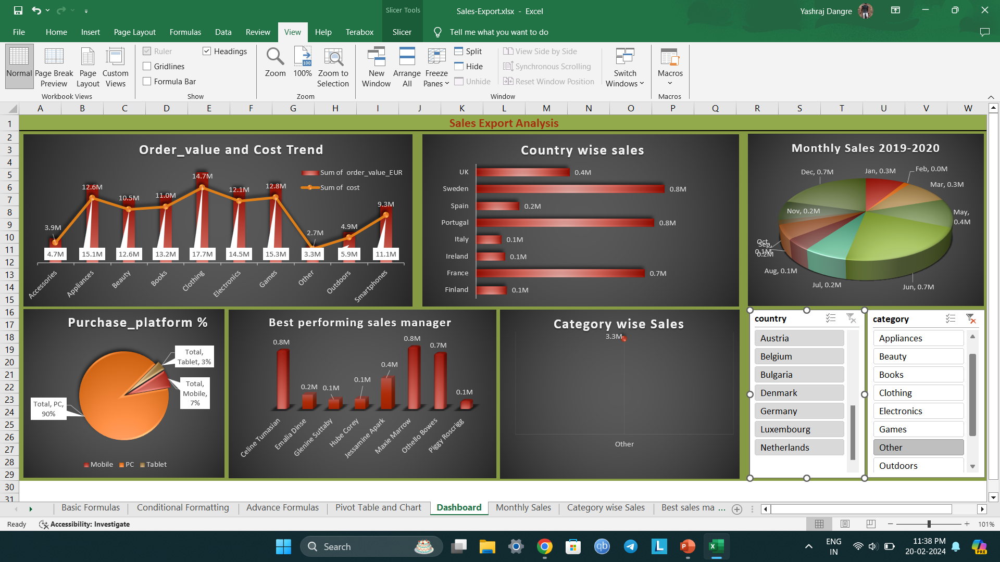 Slicer Tools
Sales-Export.xlsx - Excel
Yashraj Dangre
File Home Insert Page Layout Formulas Data Review View Help Terabox Slicer Tell me what you want to do
Normal
Page Break Preview
Page Layout
Custom Views
Workbook Views
Ruler
Headings
Gridlines
Formula Bar
Show
Zoom
100
100%
Zoom to Selection
Zoom
New Window
Arrange All
Freeze Panes
Split
Hide
Unhide
View Side by Side
Synchronous Scrolling
Reset Window Position
Switch Windows
Window
Macros
Macros
A B C D E F G H I J K L M N O P Q R S T U V W
1
2
3
4
5
6
7
8
9
10
11
12
13
14
15
16
17
18
19
20
21
22
23
24
25
26
27
28
29
30
31
Sales Export Analysis
Order_value and Cost Trend
Sum of order_value_EUR
Sum of cost
3.9M 12.6M 10.5M 11.0M 14.7M 12.1M 12.8M 2.7M 4.9M 9.3M
4.7M 15.1M 12.6M 13.2M 17.7M 14.5M 15.3M 3.3M 5.9M 11.1M
Accessories Appliances Beauty Books Clothing Electronics Games Other Outdoors Smartphones
Country wise sales
UK 0.4M
Sweden 0.8M
Spain 0.2M
Portugal 0.8M
Italy 0.1M
Ireland 0.1M
France 0.7M
Finland 0.1M
Monthly Sales 2019-2020
Jan, 0.3M
Feb, 0.0M
Mar, 0.3M
May, 0.4M
Jun, 0.7M
Jul, 0.2M
Aug, 0.1M
Sep, 0.2M
Oct, 0.1M
Nov, 0.2M
Dec, 0.7M
Purchase_platform %
Total, Tablet, 3%
Total, Mobile, 7%
Total, PC, 90%
Mobile PC Tablet
Best performing sales manager
0.8M 0.2M 0.1M 0.1M 0.4M 0.8M 0.7M 0.1M
Celine Tumasian
Emalia Dinse
Glenine Suttaby
Hube Corey
Jessamine Apark
Maxie Marrow
Othello Bowes
Piggy Roscrigg
Category wise Sales
3.3M
Other
country
Austria
Belgium
Bulgaria
Denmark
Germany
Luxembourg
Netherlands
category
Appliances
Beauty
Books
Clothing
Electronics
Games
Other
Outdoors
Basic Formulas Conditional Formatting Advance Formulas Pivot Table and Chart Dashboard Monthly Sales Category wise Sales Best sales ma ...
Ready
Accessibility: Investigate
101%
Search
qb
L
PRE
ENG
IN
11:38 PM
20-02-2024